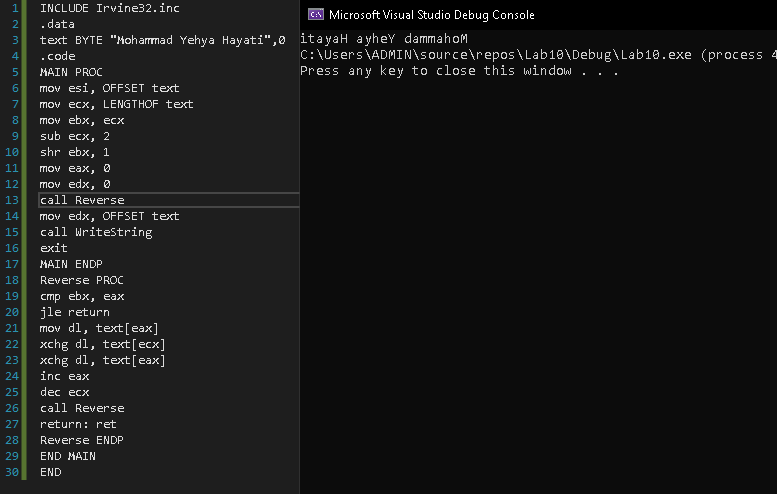 1 INCLUDE Irvine32.inc
2 .data
3 text BYTE "Mohammad Yehya Hayati",0
4 .code
5 MAIN PROC
6 mov esi, OFFSET text
7 mov ecx, LENGTHOF text
8 mov ebx, ecx
9 sub ecx, 2
10 shr ebx, 1
11 mov eax, 0
12 mov edx, 0
13 call Reverse
14 mov edx, OFFSET text
15 call WriteString
16 exit
17 MAIN ENDP
18 Reverse PROC
19 cmp ebx, eax
20 jle return
21 mov dl, text[eax]
22 xchg dl, text[ecx]
23 xchg dl, text[eax]
24 inc eax
25 dec ecx
26 call Reverse
27 return: ret
28 Reverse ENDP
29 END MAIN
30 END
Microsoft Visual Studio Debug Console
itayaH ayheY dammahoM
C:\Users\ADMIN\source\repos\Lab10\Debug\Lab10.exe (process 4
Press any key to close this window . . .